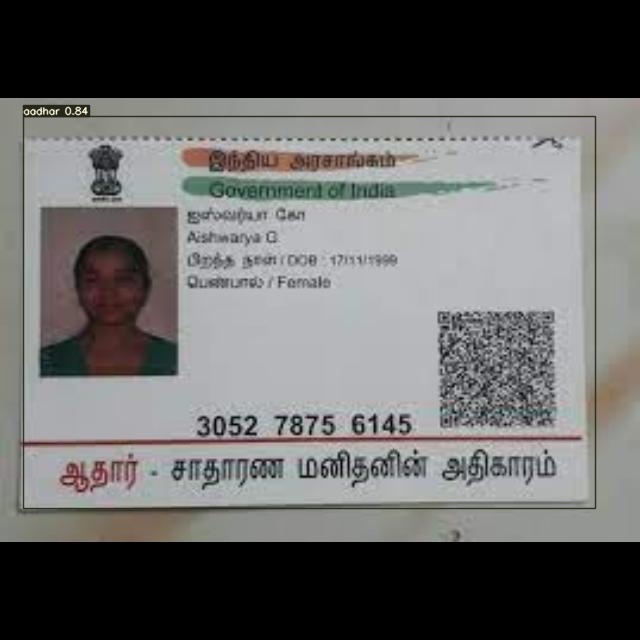 aadhar 0.84
இந்திய அரசாங்கம்
Government of India
ஐஸ்வர்யா கோ
Aishwarya G
பிறந்த நாள் / DOB : 17/11/1999
பெண்பால் / Female
3052 7875 6145
ஆதார் - சாதாரண மனிதனின் அதிகாரம்